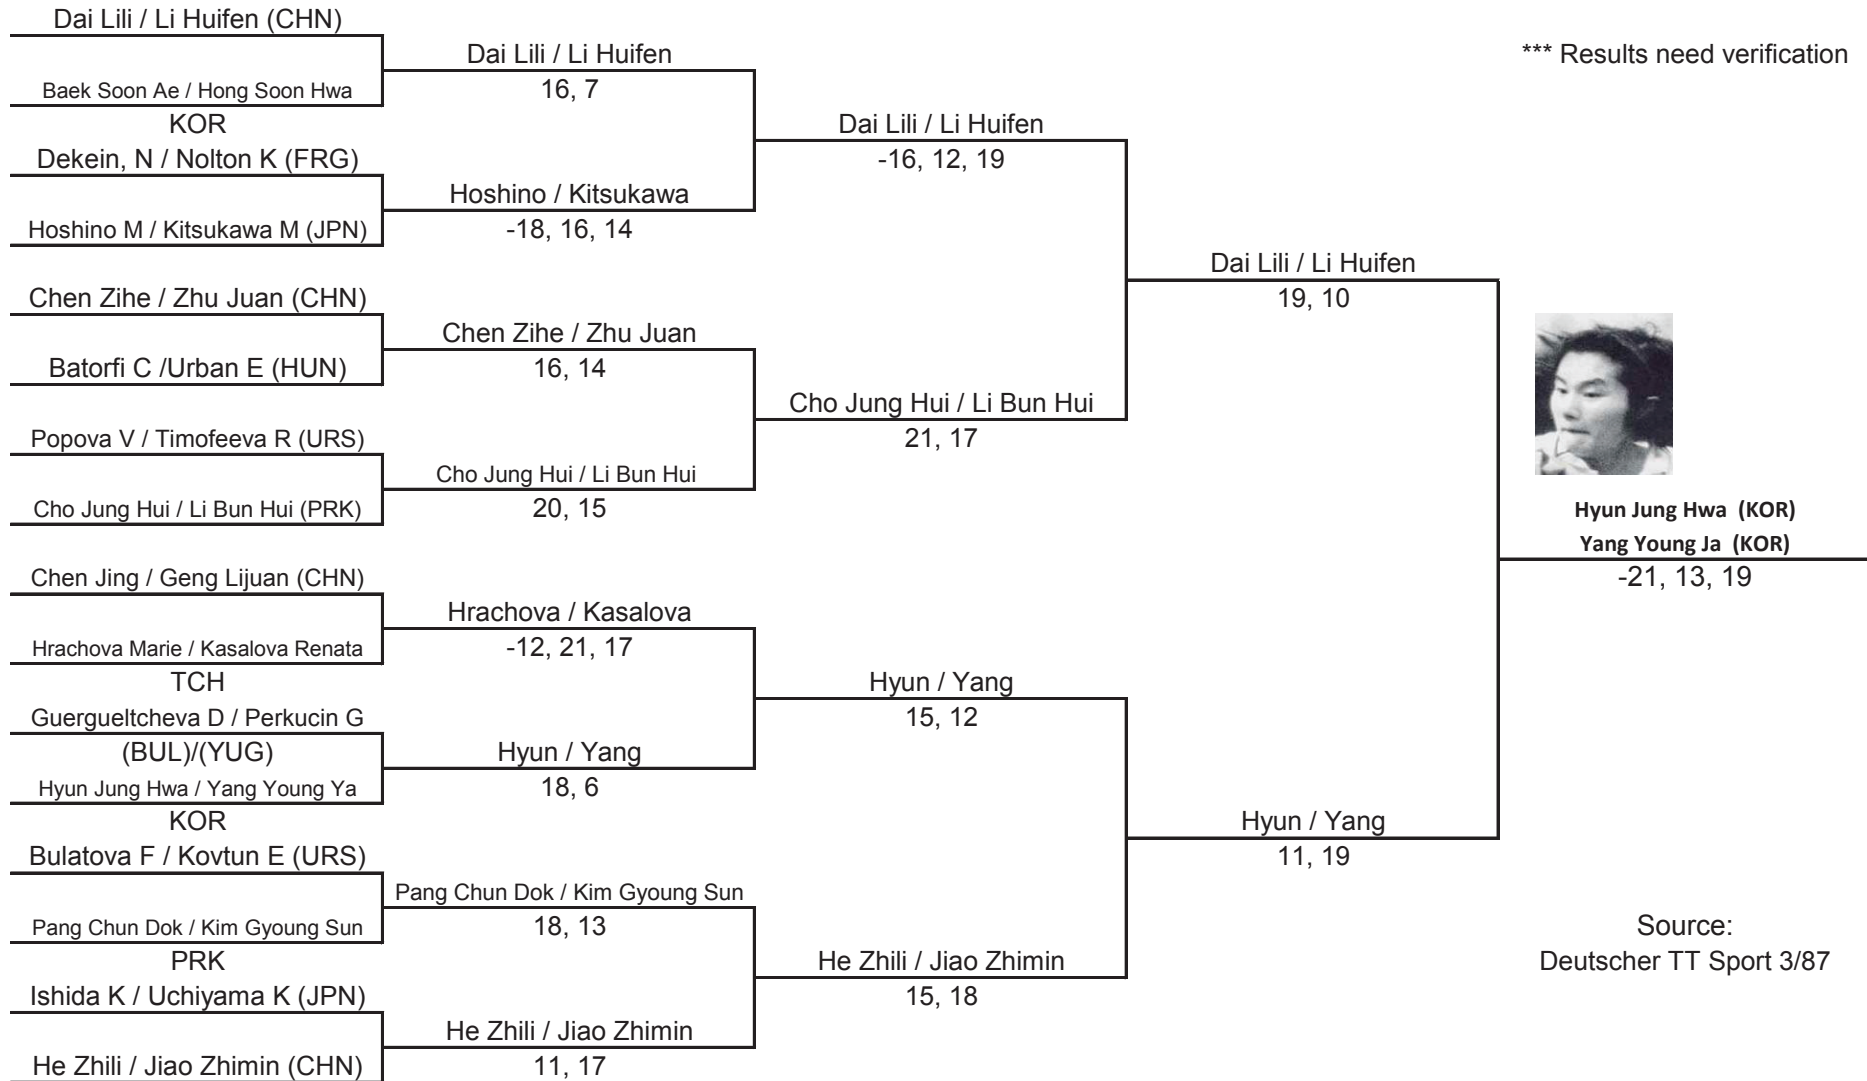 Dai Lili / Li Huifen (CHN)
Baek Soon Ae / Hong Soon Hwa
KOR
Dekein, N / Nolton K (FRG)
Hoshino M / Kitsukawa M (JPN)
Chen Zihe / Zhu Juan (CHN)
Batorfi C /Urban E (HUN)
Popova V / Timofeeva R (URS)
Cho Jung Hui / Li Bun Hui (PRK)
Chen Jing / Geng Lijuan (CHN)
Hrachova Marie / Kasalova Renata
TCH
Guergueltcheva D / Perkucin G
(BUL)/(YUG)
Hyun Jung Hwa / Yang Young Ya
KOR
Bulatova F / Kovtun E (URS)
Pang Chun Dok / Kim Gyoung Sun
PRK
Ishida K / Uchiyama K (JPN)
He Zhili / Jiao Zhimin (CHN)
Dai Lili / Li Huifen
16, 7
Hoshino / Kitsukawa
-18, 16, 14
Chen Zihe / Zhu Juan
16, 14
Cho Jung Hui / Li Bun Hui
20, 15
Hrachova / Kasalova
-12, 21, 17
Hyun / Yang
18, 6
Pang Chun Dok / Kim Gyoung Sun
18, 13
He Zhili / Jiao Zhimin
11, 17
Dai Lili / Li Huifen
-16, 12, 19
Cho Jung Hui / Li Bun Hui
21, 17
Hyun / Yang
15, 12
He Zhili / Jiao Zhimin
15, 18
Dai Lili / Li Huifen
19, 10
Hyun / Yang
11, 19
*** Results need verification
Hyun Jung Hwa (KOR)
Yang Young Ja (KOR)
-21, 13, 19
Source:
Deutscher TT Sport 3/87